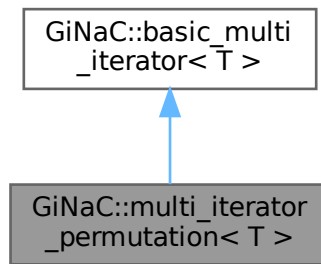 GiNaC::basic_multi
_iterator< T >
GiNaC::multi_iterator
_permutation< T >